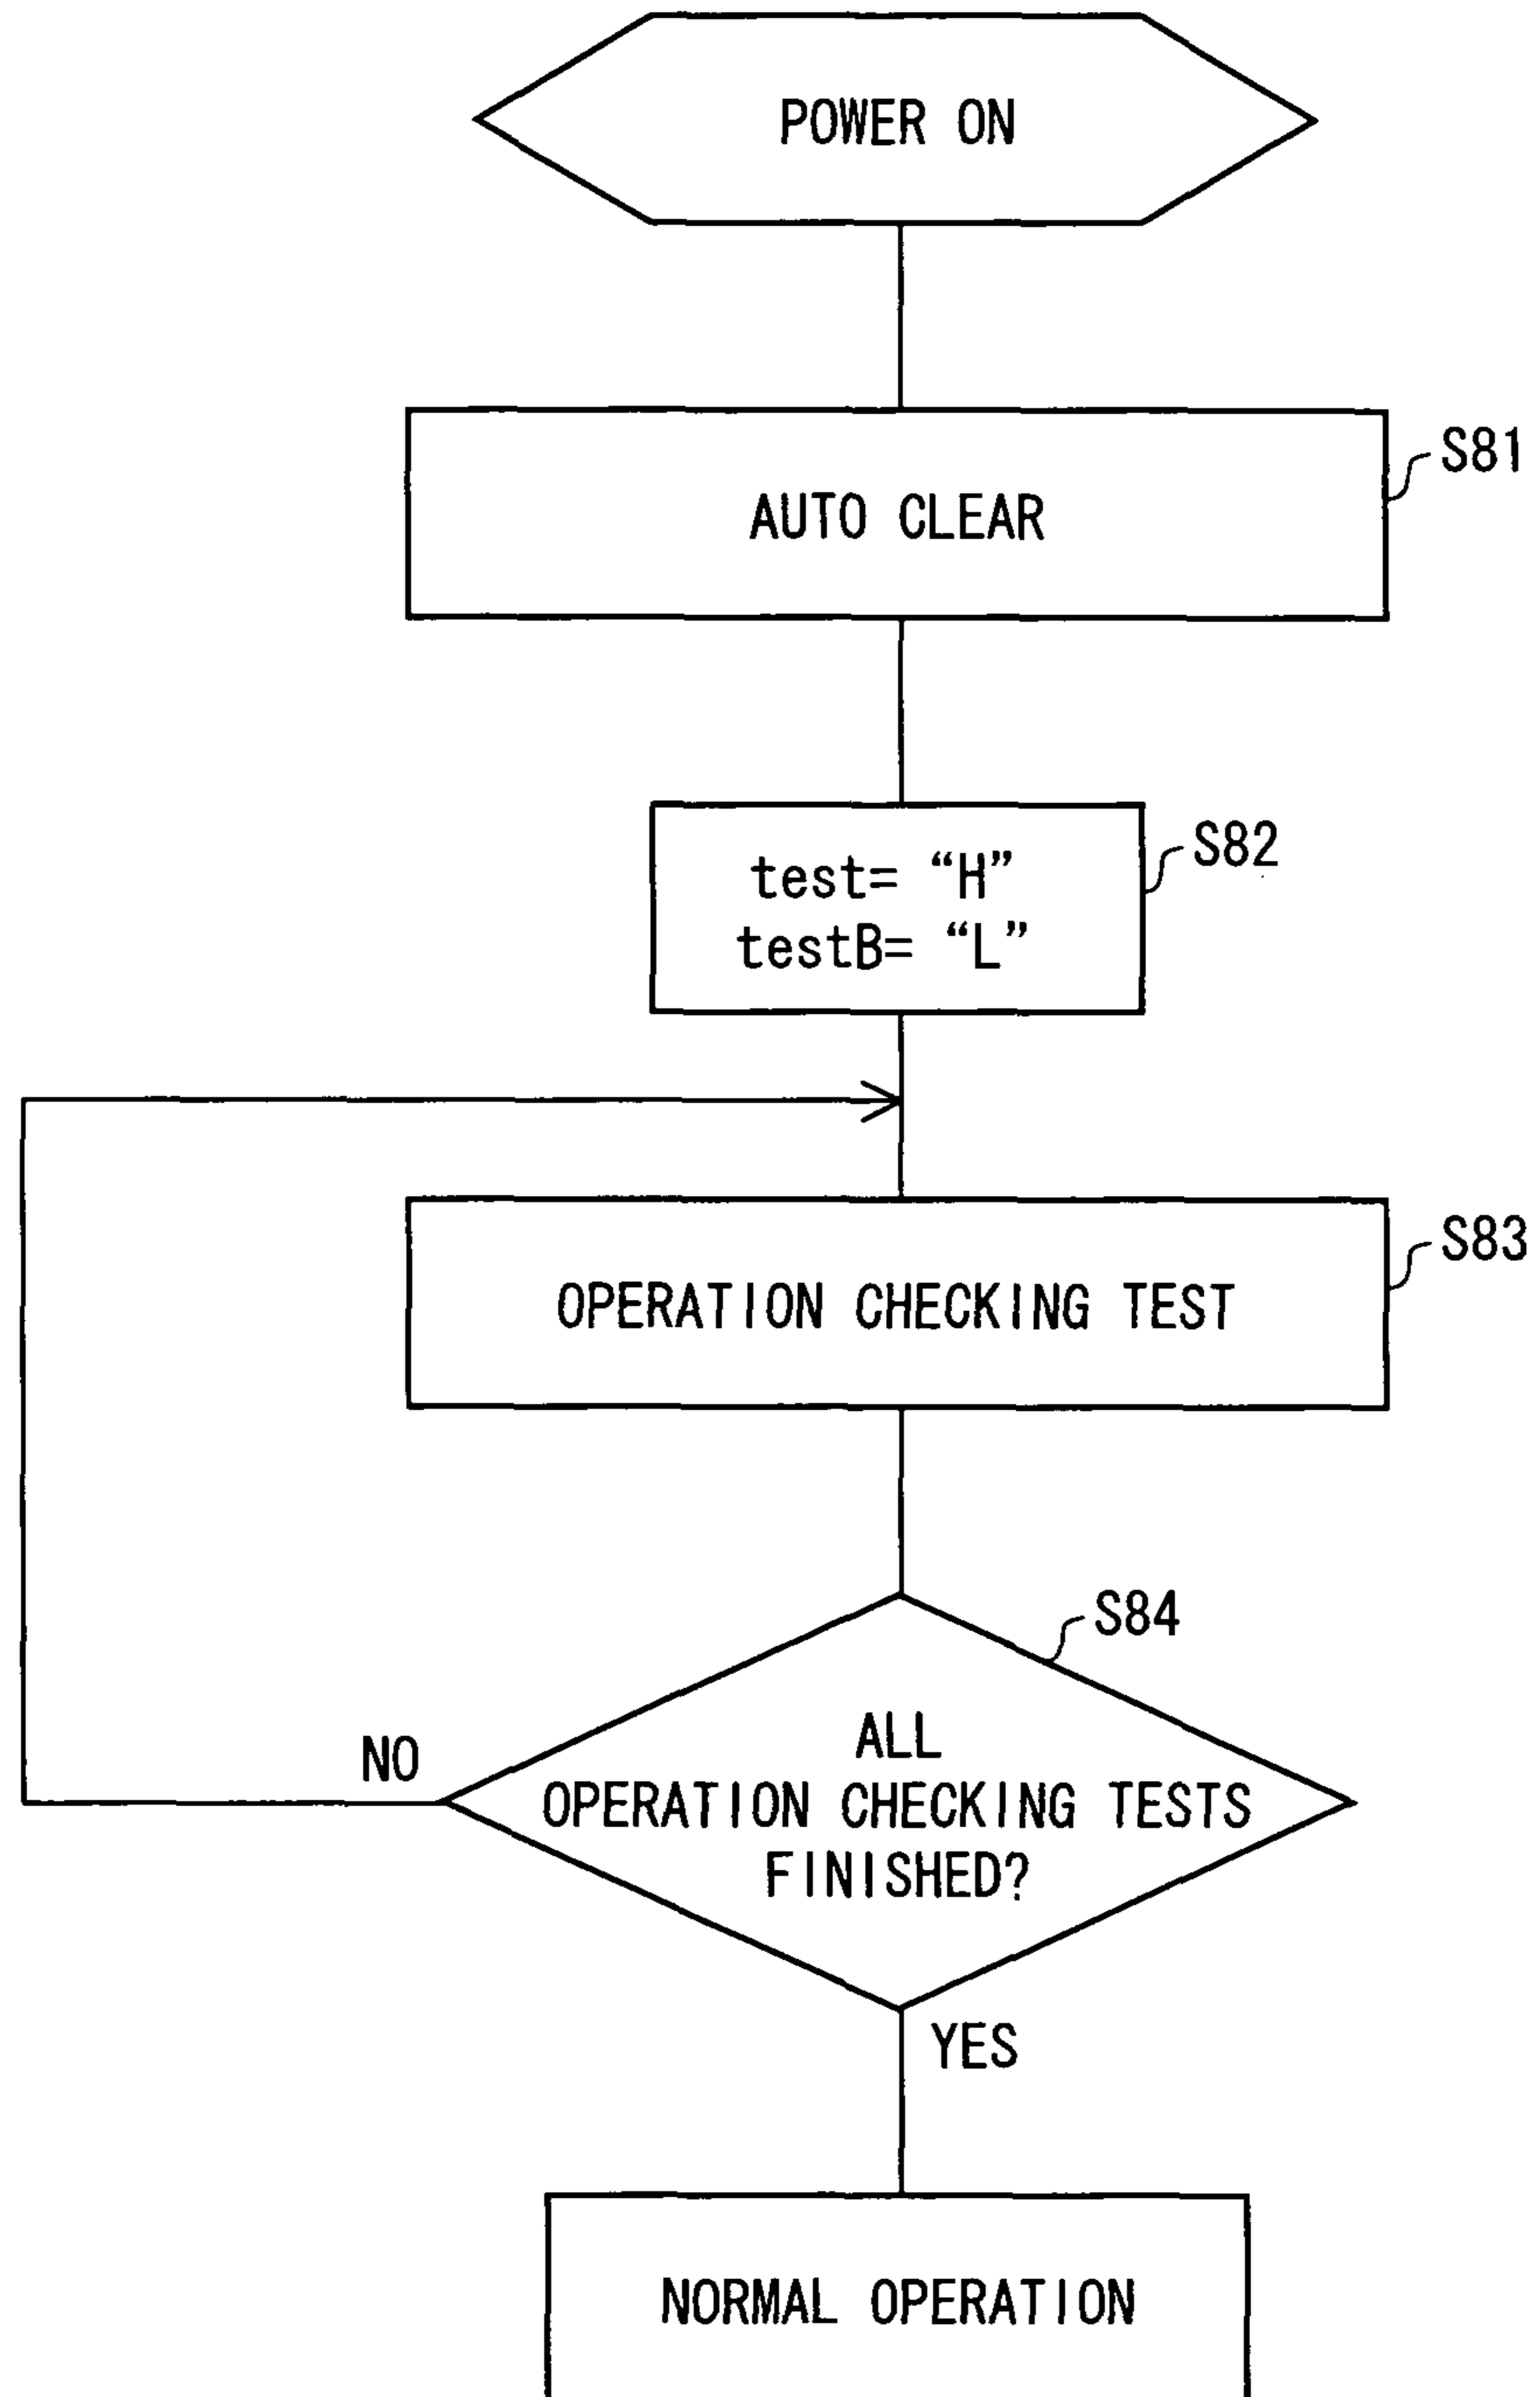 POWER ON
S81
AUTO CLEAR
S82
test= “H”
testB= “L”
S83
OPERATION CHECKING TEST
S84
ALL
OPERATION CHECKING TESTS
FINISHED?
NO
YES
NORMAL OPERATION